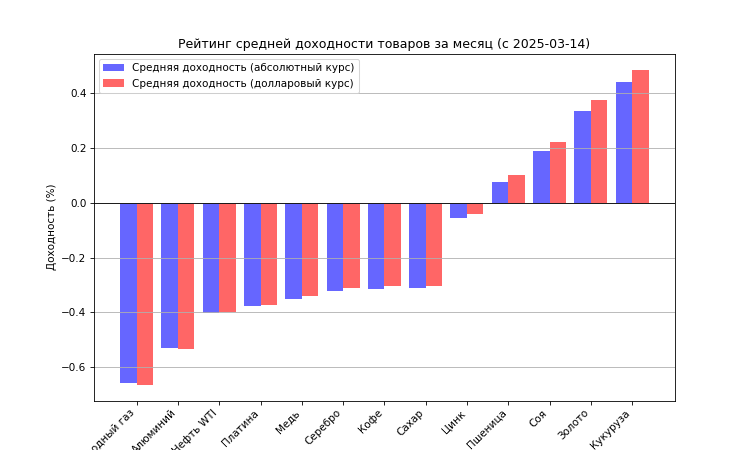 Рейтинг средней доходности товаров за месяц (с 2025-03-14)
Средняя доходность (абсолютный курс)
Средняя доходность (долларовый курс)
Доходность (%)
0.4
0.2
0.0
−0.2
−0.4
−0.6
одный газ
Алюминий
Нефть WTI
Платина
Медь
Серебро
Кофе
Сахар
Цинк
Пшеница
Соя
Золото
Кукуруза